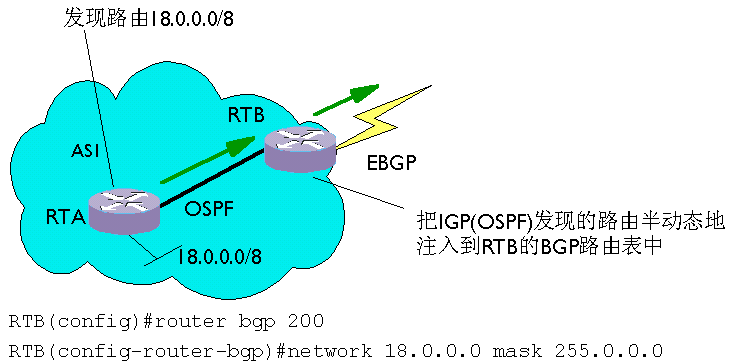 发现路由18.0.0.0/8
RTB
AS1
EBGP
RTA
OSPF
18.0.0.0/8
把IGP(OSPF)发现的路由半动态地
注入到RTB的BGP路由表中
RTB(config)#router bgp 200
RTB(config-router-bgp)#network 18.0.0.0 mask 255.0.0.0